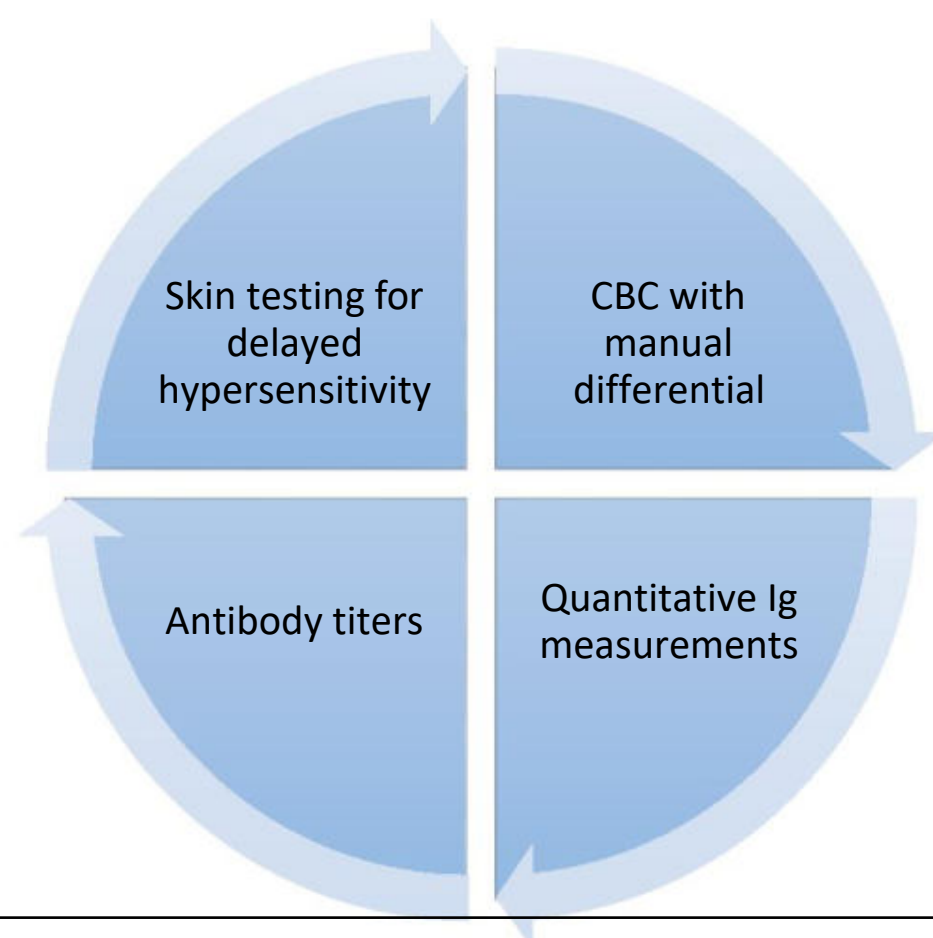 Skin testing for
delayed
hypersensitivity
CBC with
manual
differential
Antibody titers
Quantitative Ig
measurements